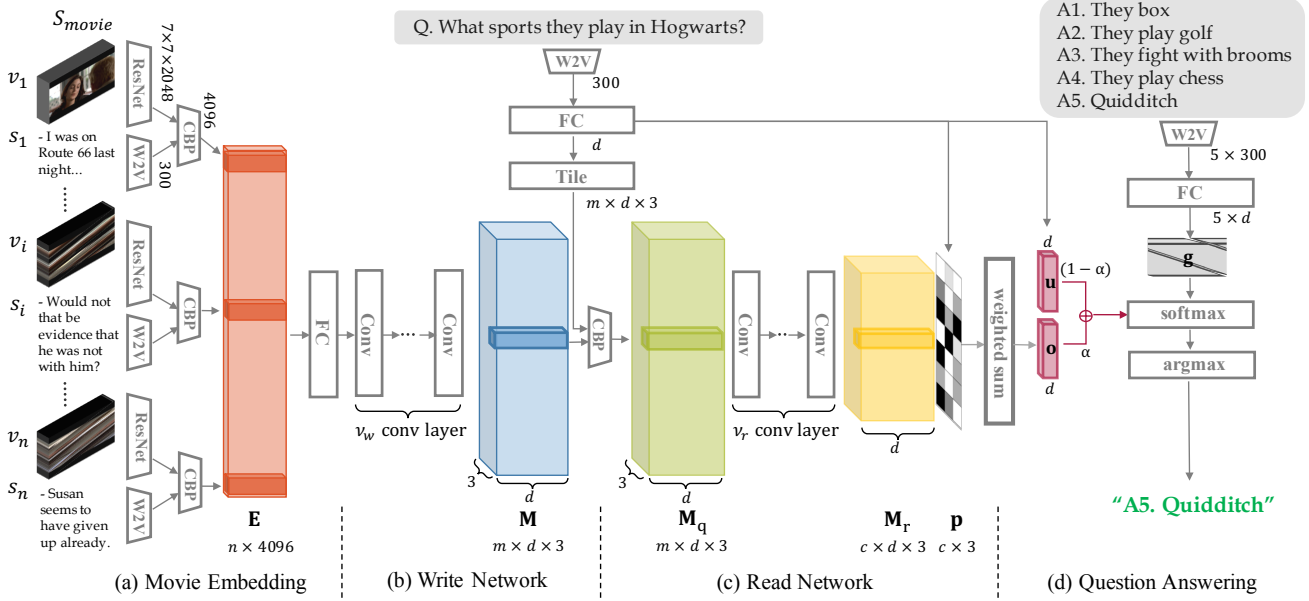 S_movie
v_1
7×7×2048
ResNet
4096
CBP
s_1
- I was on
Route 66 last
night...
W2V
300
v_i
ResNet
CBP
s_i
- Would not
that be
evidence that
he was not
with him?
W2V
v_n
ResNet
CBP
s_n
- Susan
seems to
have given
up already.
W2V
E
n × 4096
(a) Movie Embedding
FC
Conv
Conv
ν_w conv layer
3
d
M
m × d × 3
(b) Write Network
Q. What sports they play in Hogwarts?
W2V
300
FC
d
Tile
m × d × 3
CBP
3
d
M_q
m × d × 3
Conv
Conv
ν_r conv layer
d
M_r
c × d × 3
p
c × 3
weighted sum
(c) Read Network
d
u
(1 − α)
o
α
d
A1. They box
A2. They play golf
A3. They fight with brooms
A4. They play chess
A5. Quidditch
W2V
5 × 300
FC
5 × d
g
softmax
argmax
“A5. Quidditch”
(d) Question Answering